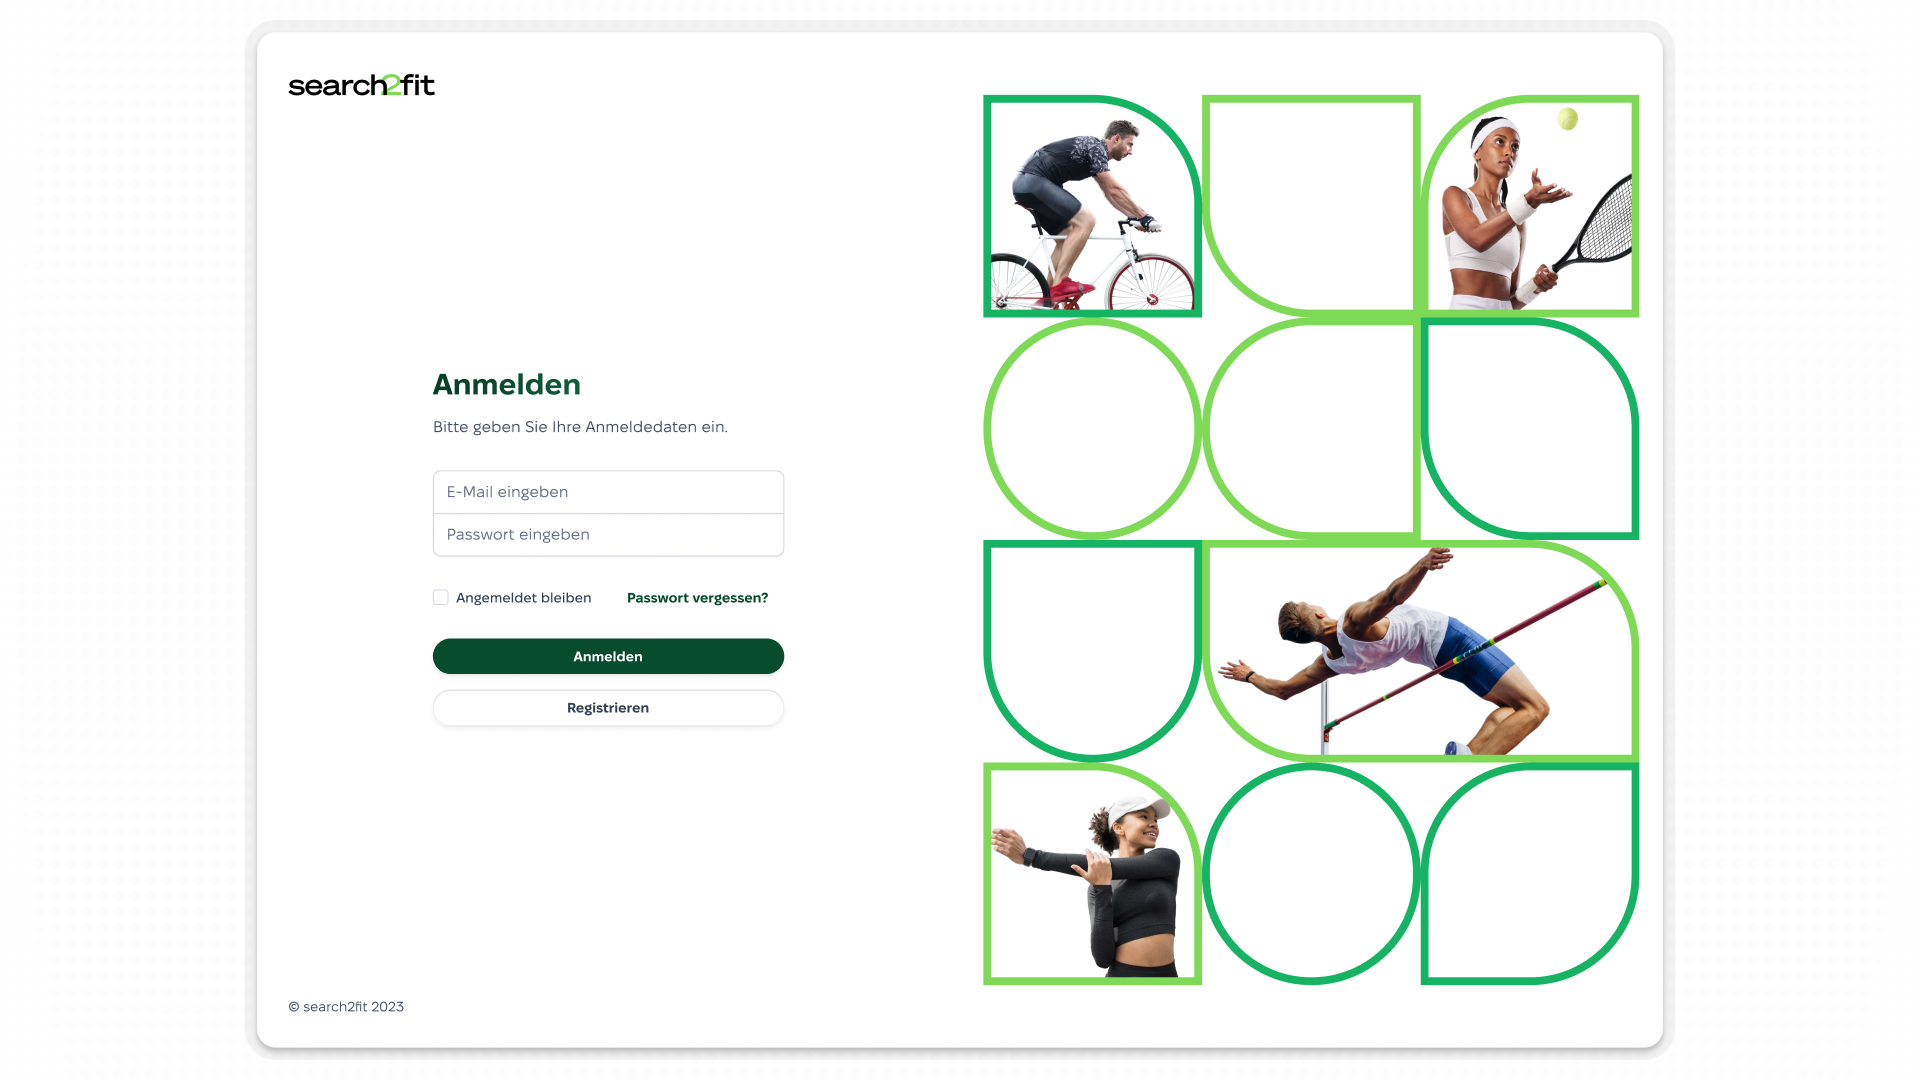 search2fit
Anmelden
Bitte geben Sie Ihre Anmeldedaten ein.
E-Mail eingeben
Passwort eingeben
Angemeldet bleiben
Passwort vergessen?
Anmelden
Registrieren
© search2fit 2023